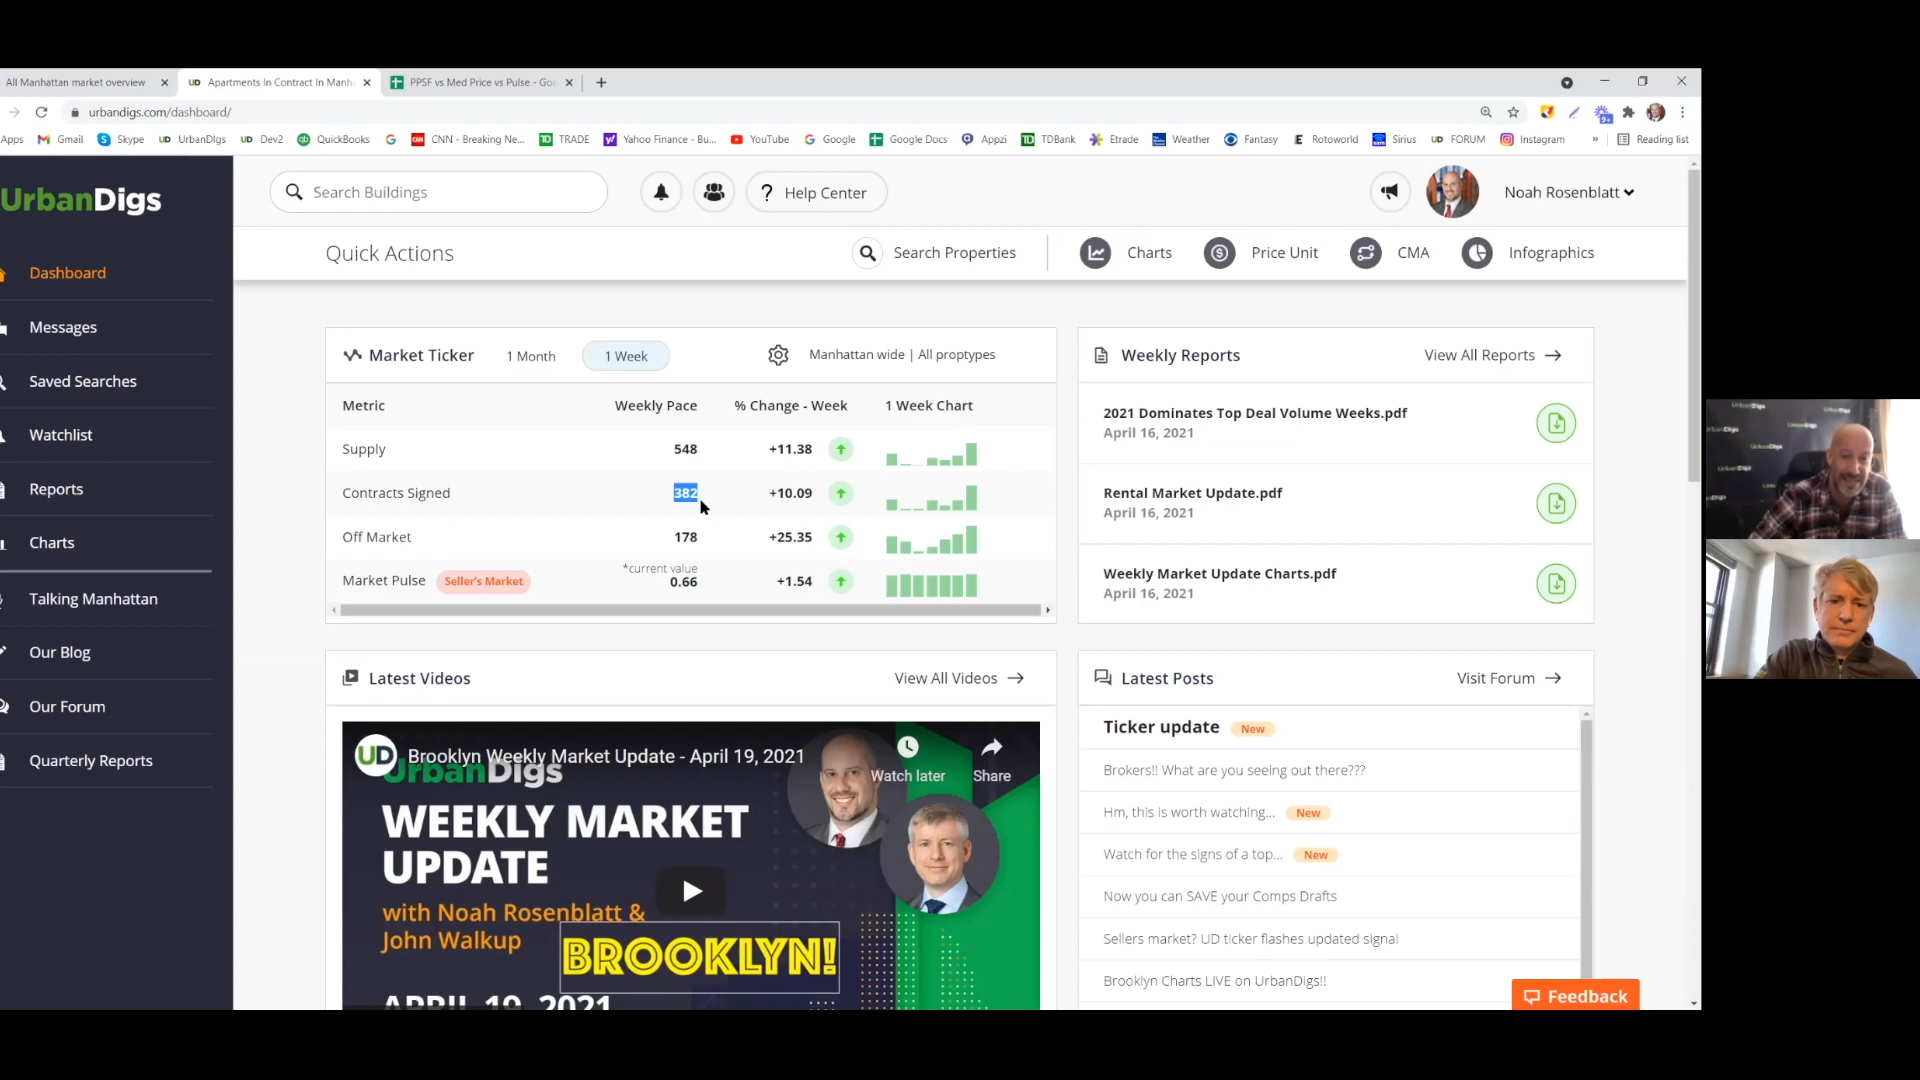 All Manhattan market overview
UD Apartments In Contract In Manh
PPSF vs Med Price vs Pulse - Goo
urbandigs.com/dashboard/
Apps Gmail Skype UD UrbanDIgs UD Dev2 QuickBooks CNN - Breaking Ne... TRADE Yahoo Finance - Bu... YouTube Google Google Docs Appzi TDBank Etrade Weather Fantasy Rotoworld Sirius UD FORUM Instagram » Reading list
UrbanDigs
Search Buildings
? Help Center
Noah Rosenblatt
Quick Actions
Search Properties
Charts
Price Unit
CMA
Infographics
Dashboard
Messages
Saved Searches
Watchlist
Reports
Charts
Talking Manhattan
Our Blog
Our Forum
Quarterly Reports
Market Ticker 1 Month 1 Week Manhattan wide | All proptypes
Metric Weekly Pace % Change - Week 1 Week Chart
Supply 548 +11.38
Contracts Signed 382 +10.09
Off Market 178 +25.35
*current value
Market Pulse Seller's Market 0.66 +1.54
Weekly Reports View All Reports
2021 Dominates Top Deal Volume Weeks.pdf
April 16, 2021
Rental Market Update.pdf
April 16, 2021
Weekly Market Update Charts.pdf
April 16, 2021
Latest Videos View All Videos
UD Brooklyn Weekly Market Update - April 19, 2021
Watch later Share
UrbanDigs
WEEKLY MARKET
UPDATE
with Noah Rosenblatt &
John Walkup
BROOKLYN!
APRIL 19, 2021
Latest Posts Visit Forum
Ticker update New
Brokers!! What are you seeing out there???
Hm, this is worth watching... New
Watch for the signs of a top... New
Now you can SAVE your Comps Drafts
Sellers market? UD ticker flashes updated signal
Brooklyn Charts LIVE on UrbanDigs!!
Feedback